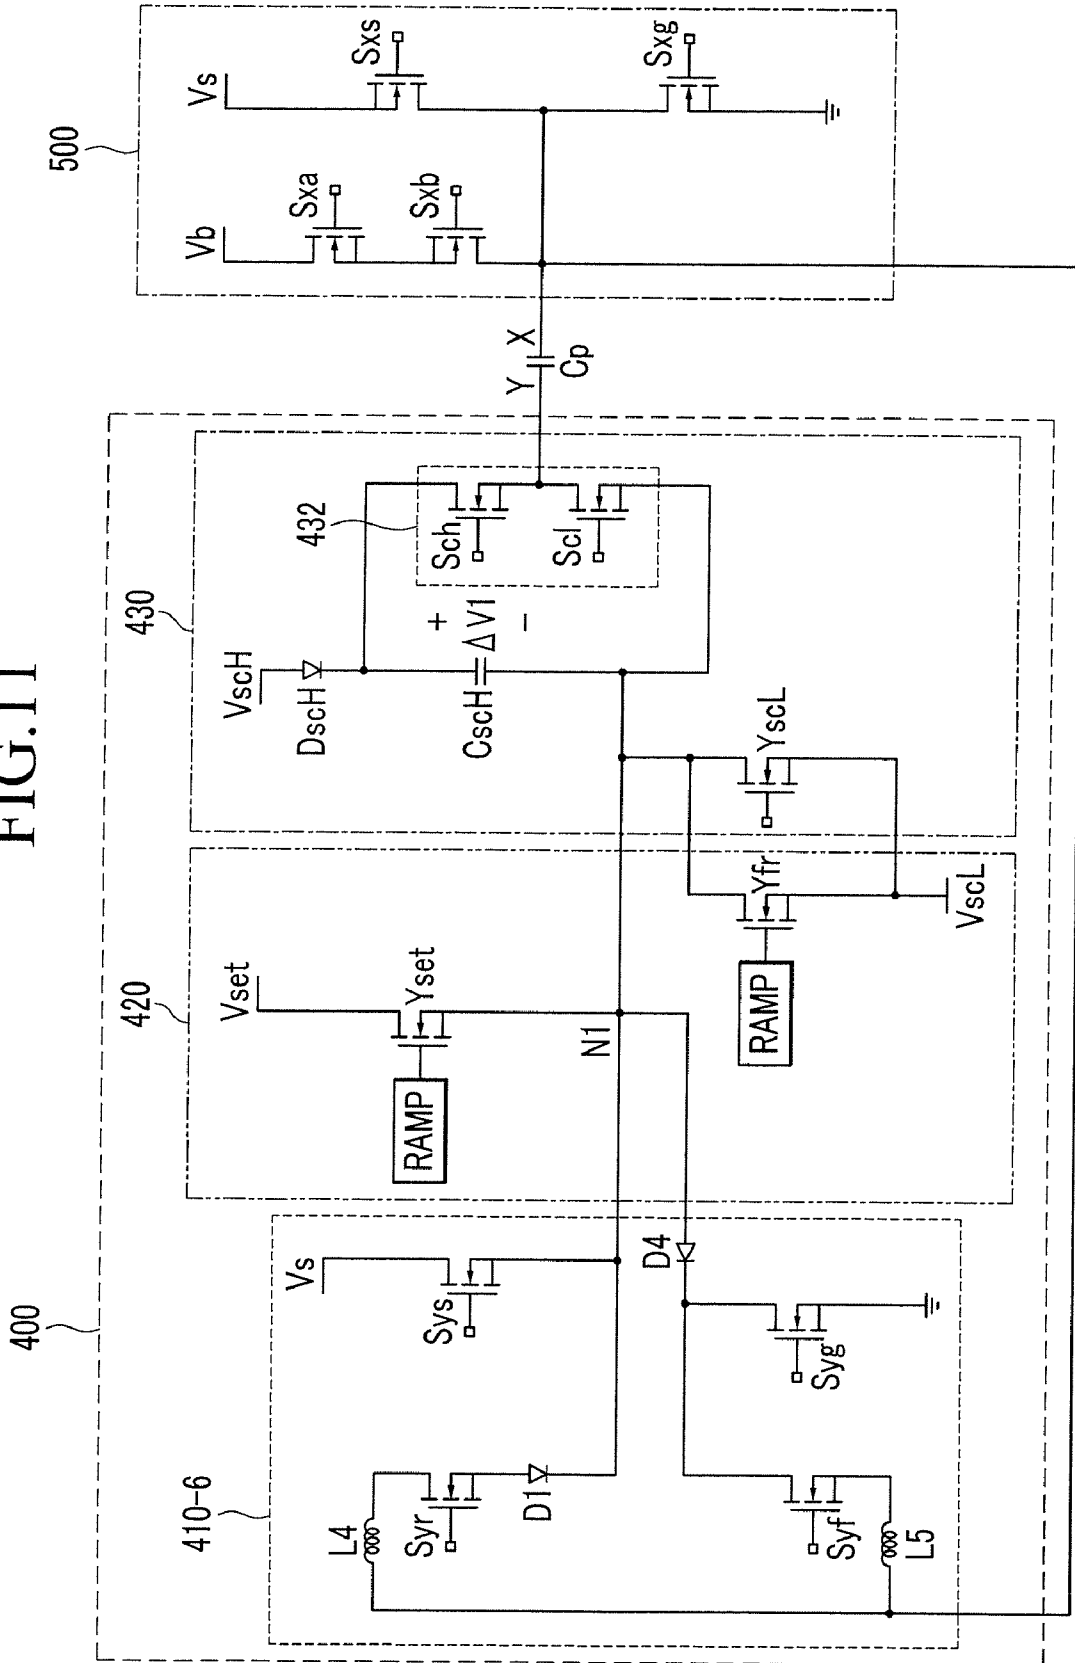 FIG.11
400
410-6
L4
Syr
D1
Vs
Sys
Syf
L5
Syg
D4
420
Vset
RAMP
Yset
N1
RAMP
Yfr
VscL
430
VscH
DscH
CscH
+
ΔV1
−
YscL
432
Sch
Scl
Y
X
Cp
500
Vb
Sxa
Sxb
Vs
Sxs
Sxg